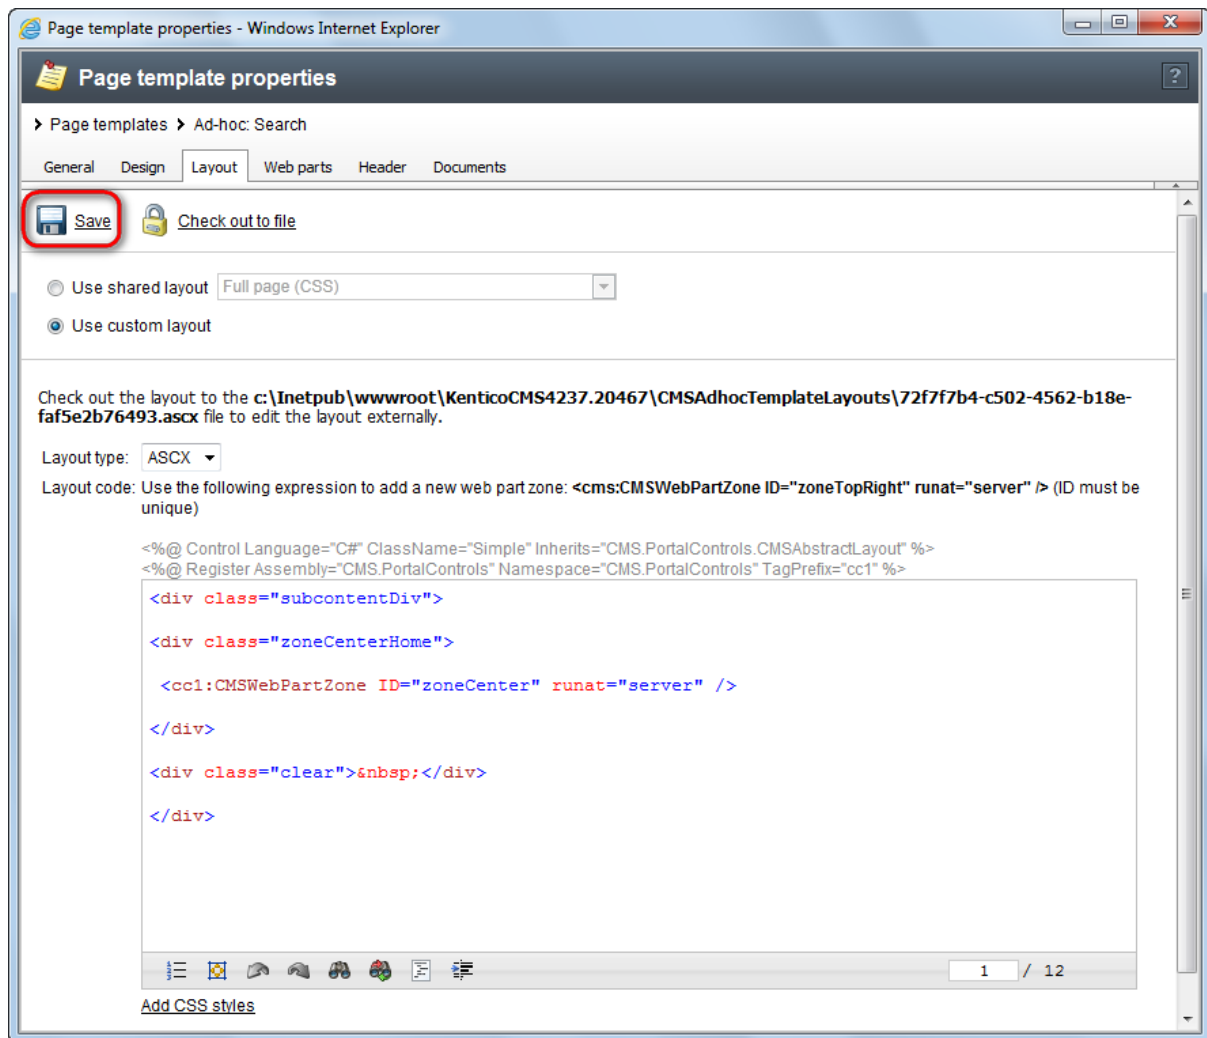 Page template properties - Windows Internet Explorer
Page template properties
?
Page templates Ad-hoc: Search
General Design Layout Web parts Header Documents
Save Check out to file
Use shared layout Full page (CSS)
Use custom layout
Check out the layout to the c:\Inetpub\wwwroot\KenticoCMS4237.20467\CMSAdhocTemplateLayouts\72f7f7b4-c502-4562-b18e-
faf5e2b76493.ascx file to edit the layout externally.
Layout type: ASCX
Layout code: Use the following expression to add a new web part zone: <cms:CMSWebPartZone ID="zoneTopRight" runat="server" /> (ID must be
unique)
<%@ Control Language="C#" ClassName="Simple" Inherits="CMS.PortalControls.CMSAbstractLayout" %>
<%@ Register Assembly="CMS.PortalControls" Namespace="CMS.PortalControls" TagPrefix="cc1" %>
<div class="subcontentDiv">
<div class="zoneCenterHome">
<cc1:CMSWebPartZone ID="zoneCenter" runat="server" />
</div>
<div class="clear">&nbsp;</div>
</div>
1 / 12
Add CSS styles